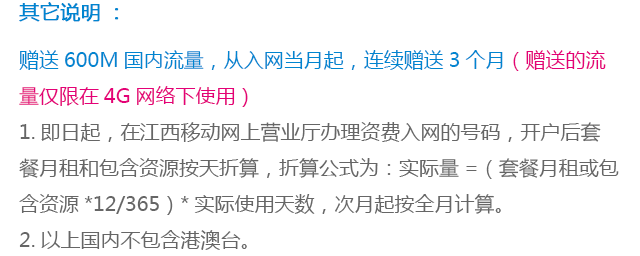 其它说明 ：
赠送 600M 国内流量，从入网当月起，连续赠送 3 个月（ 赠送的流
量仅限在 4G 网络下使用 ）
1. 即日起，在江西移动网上营业厅办理资费入网的号码，开户后套
餐月租和包含资源按天折算，折算公式为：实际量 =（ 套餐月租或包
含资源 *12/365 ）* 实际使用天数，次月起按全月计算。
2. 以上国内不包含港澳台。